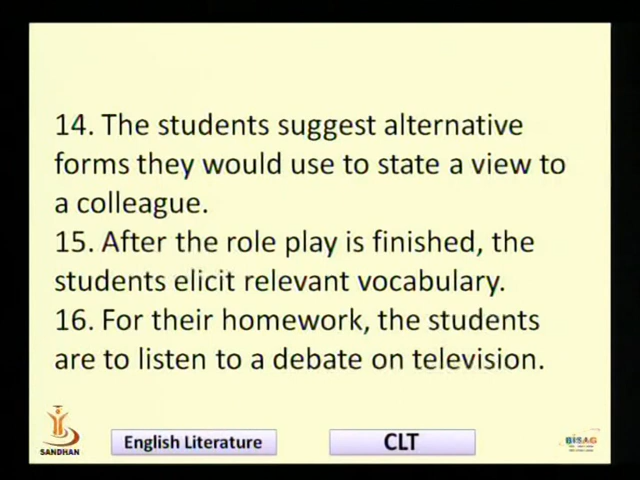 14. The students suggest alternative
forms they would use to state a view to
a colleague.
15. After the role play is finished, the
students elicit relevant vocabulary.
16. For their homework, the students
are to listen to a debate on television.
SANDHAN
English Literature
CLT
BISAG